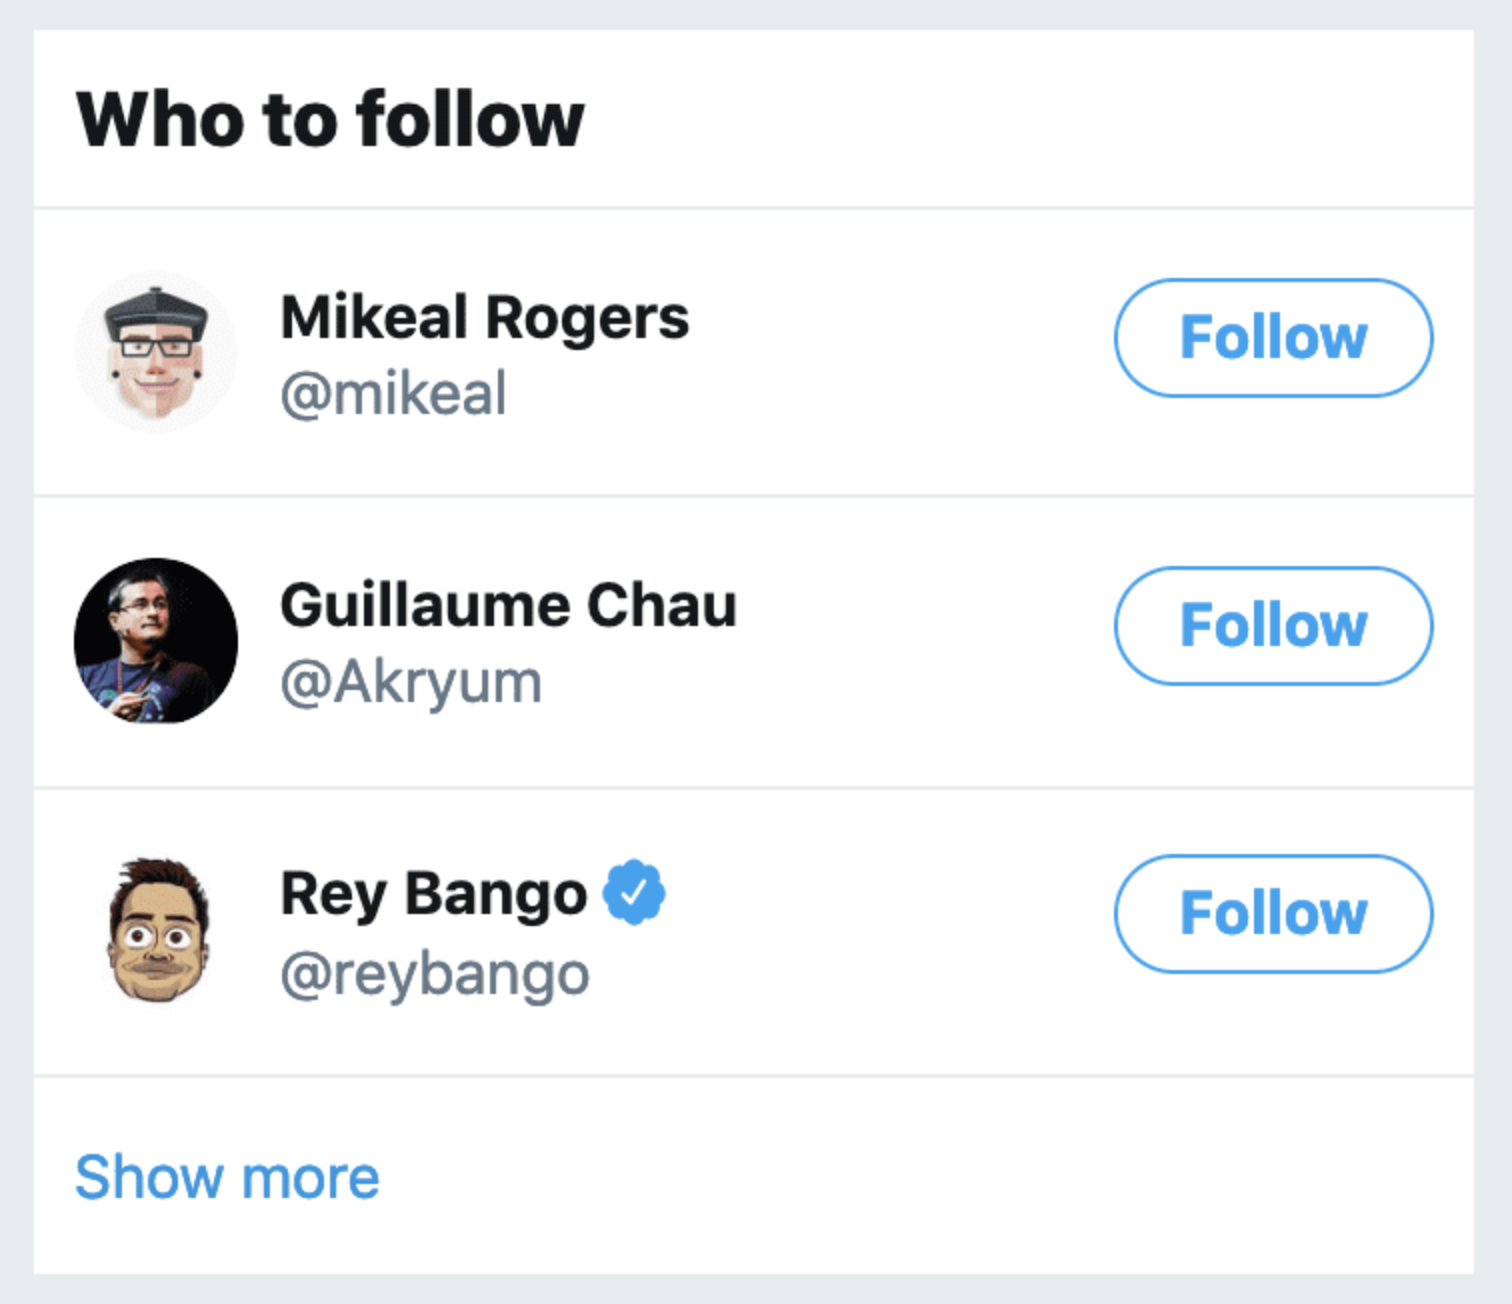 Who to follow
Mikeal Rogers
@mikeal
Follow
Guillaume Chau
@Akryum
Follow
Rey Bango
@reybango
Follow
Show more